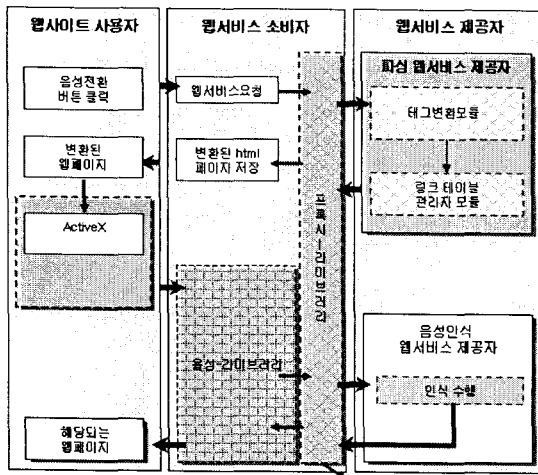 웹사이트 사용자
웹서비스 소비자
웹서비스 제공자
음성전환
버튼 클릭
웹서비스요청
파싱 웹서비스 제공자
태그변환모듈
변환된
웹페이지
변환된 html
페이지 저장
링크 테이블
관리자 모듈
ActiveX
프록시-라이브러리
음성-라이브러리
음성인식
웹서비스 제공자
인식 수행
해당되는
웹페이지